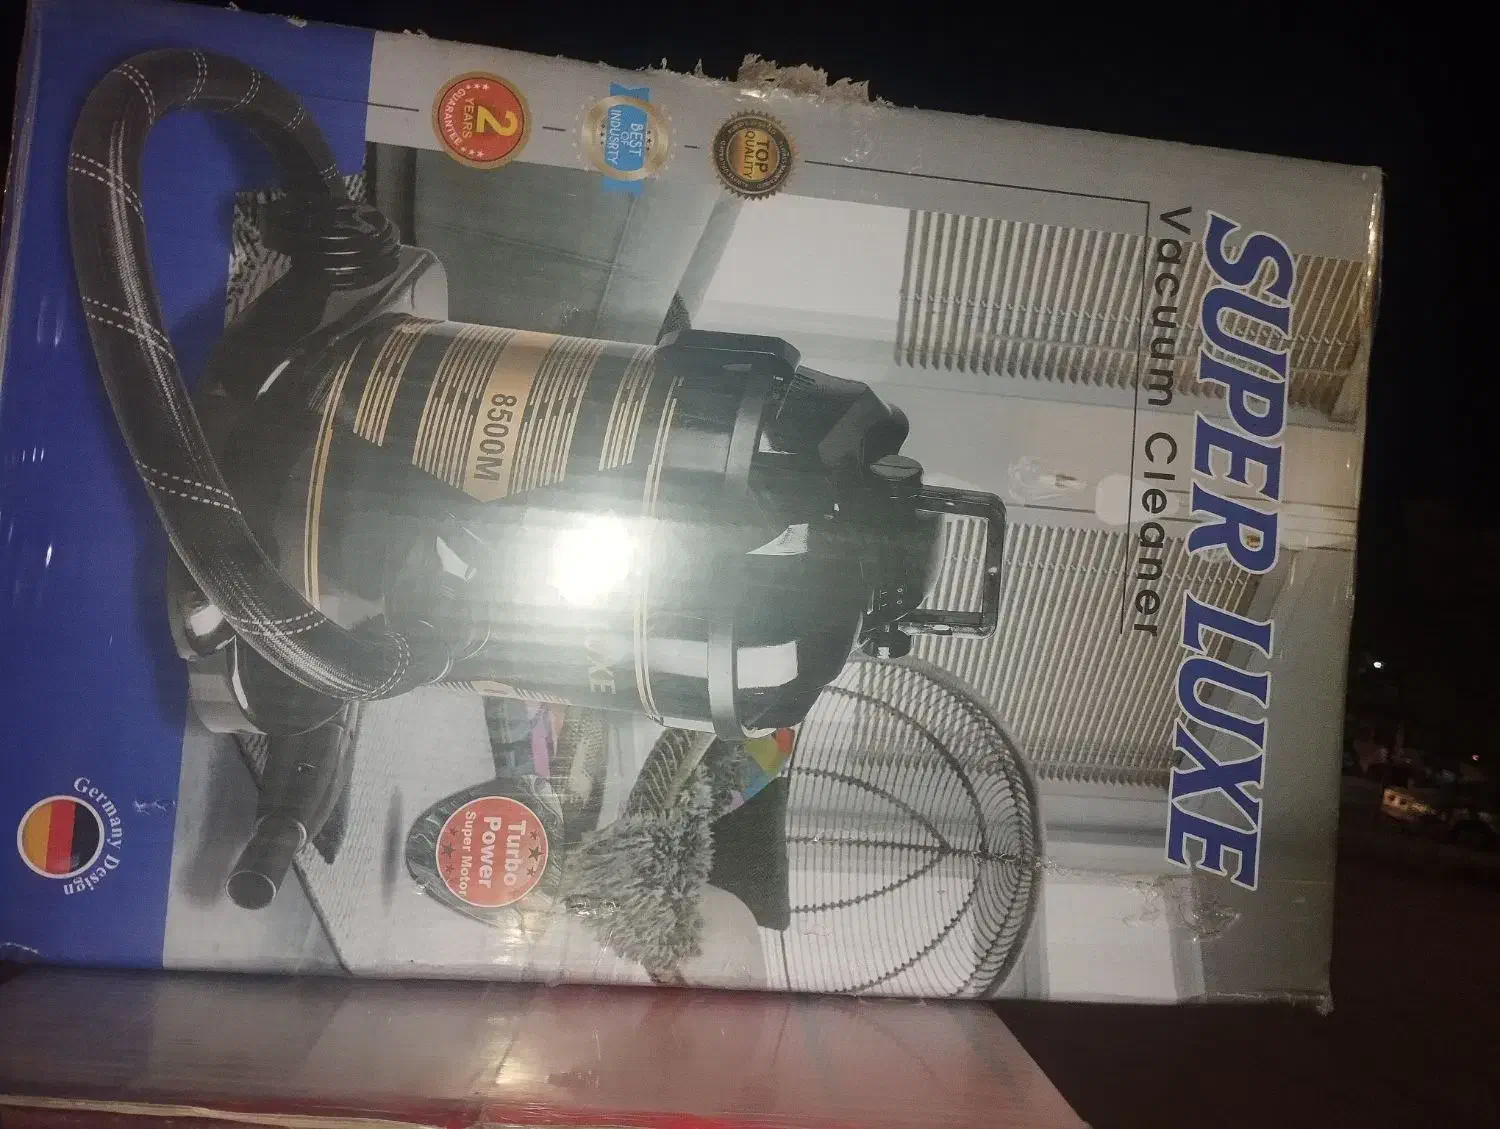 SUPER LUXE
Vacuum Cleaner
TOP
QUALITY
BEST
OF
INDUSIRTY
2
YEARS
GUARANTEE
8500M
LUXE
Turbo
Power
Super Motor
Germany Design